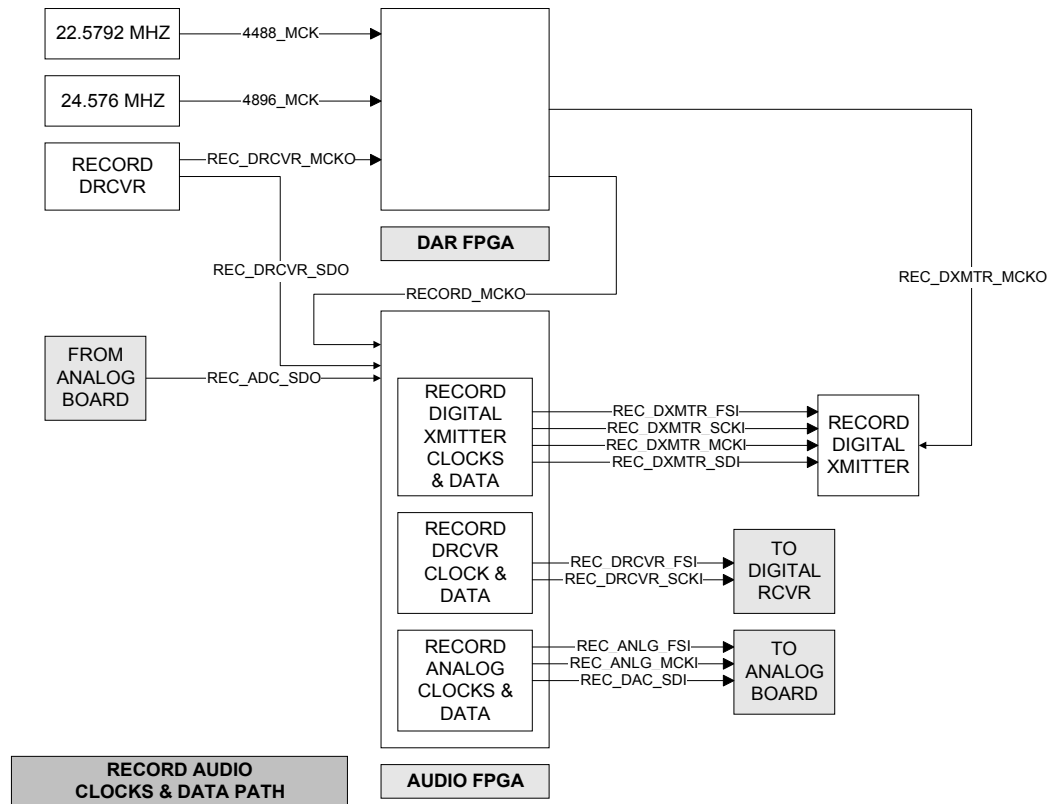 22.5792 MHZ
4488_MCK
24.576 MHZ
4896_MCK
RECORD
DRCVR
REC_DRCVR_MCKO
DAR FPGA
REC_DRCVR_SDO
RECORD_MCKO
REC_DXMTR_MCKO
FROM
ANALOG
BOARD
REC_ADC_SDO
RECORD
DIGITAL
XMITTER
CLOCKS
& DATA
REC_DXMTR_FSI
REC_DXMTR_SCKI
REC_DXMTR_MCKI
REC_DXMTR_SDI
RECORD
DIGITAL
XMITTER
RECORD
DRCVR
CLOCK &
DATA
REC_DRCVR_FSI
REC_DRCVR_SCKI
TO
DIGITAL
RCVR
RECORD
ANALOG
CLOCKS &
DATA
REC_ANLG_FSI
REC_ANLG_MCKI
REC_DAC_SDI
TO
ANALOG
BOARD
RECORD AUDIO
CLOCKS & DATA PATH
AUDIO FPGA